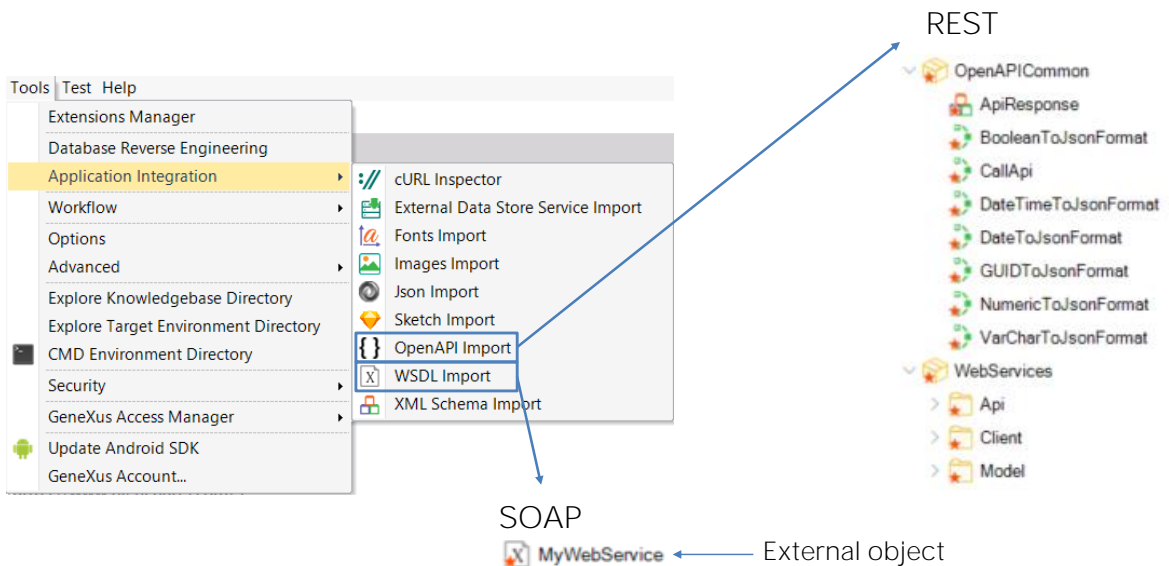 REST
OpenAPICommon
ApiResponse
BooleanToJsonFormat
CallApi
DateTimeToJsonFormat
DateToJsonFormat
GUIDToJsonFormat
NumericToJsonFormat
VarCharToJsonFormat
WebServices
Api
Client
Model
Tools Test Help
Extensions Manager
Database Reverse Engineering
Application Integration
Workflow
Options
Advanced
Explore Knowledgebase Directory
Explore Target Environment Directory
CMD Environment Directory
Security
GeneXus Access Manager
Update Android SDK
GeneXus Account...
cURL Inspector
External Data Store Service Import
Fonts Import
Images Import
Json Import
Sketch Import
OpenAPI Import
WSDL Import
XML Schema Import
SOAP
MyWebService
External object